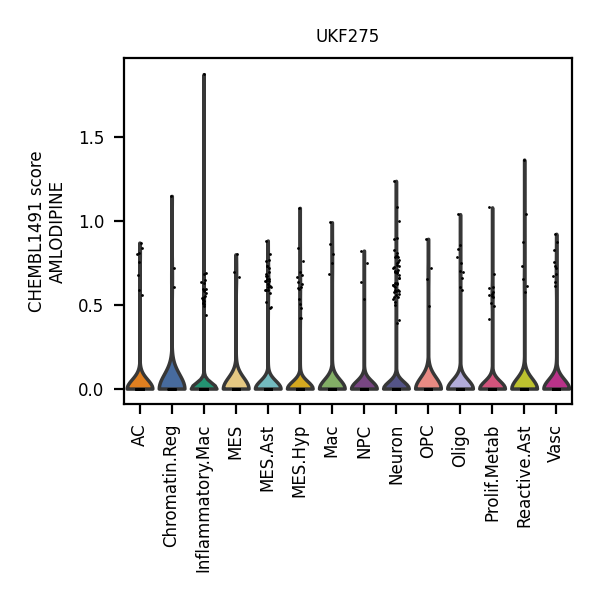 UKF275
CHEMBL1491 score
AMLODIPINE
1.5
1.0
0.5
0.0
AC
Chromatin.Reg
Inflammatory.Mac
MES
MES.Ast
MES.Hyp
Mac
NPC
Neuron
OPC
Oligo
Prolif.Metab
Reactive.Ast
Vasc